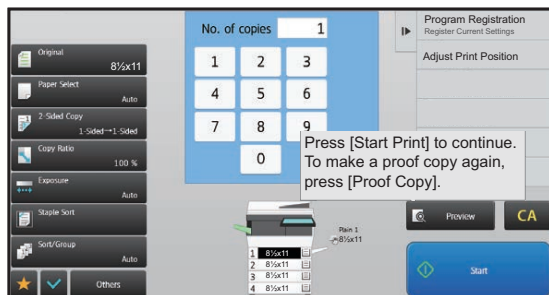 No. of copies 1
Original
8½x11
Paper Select
Auto
2-Sided Copy
1-Sided→1-Sided
Copy Ratio
100 %
Exposure
Auto
Staple Sort
Sort/Group
Auto
Others
1 2 3
4 5 6
7 8 9
0
Press [Start Print] to continue.
To make a proof copy again,
press [Proof Copy].
Plain 1
8½x11
1 8½x11
2 8½x11
3 8½x11
4 8½x11
Program Registration
Register Current Settings
Adjust Print Position
Preview
CA
Start